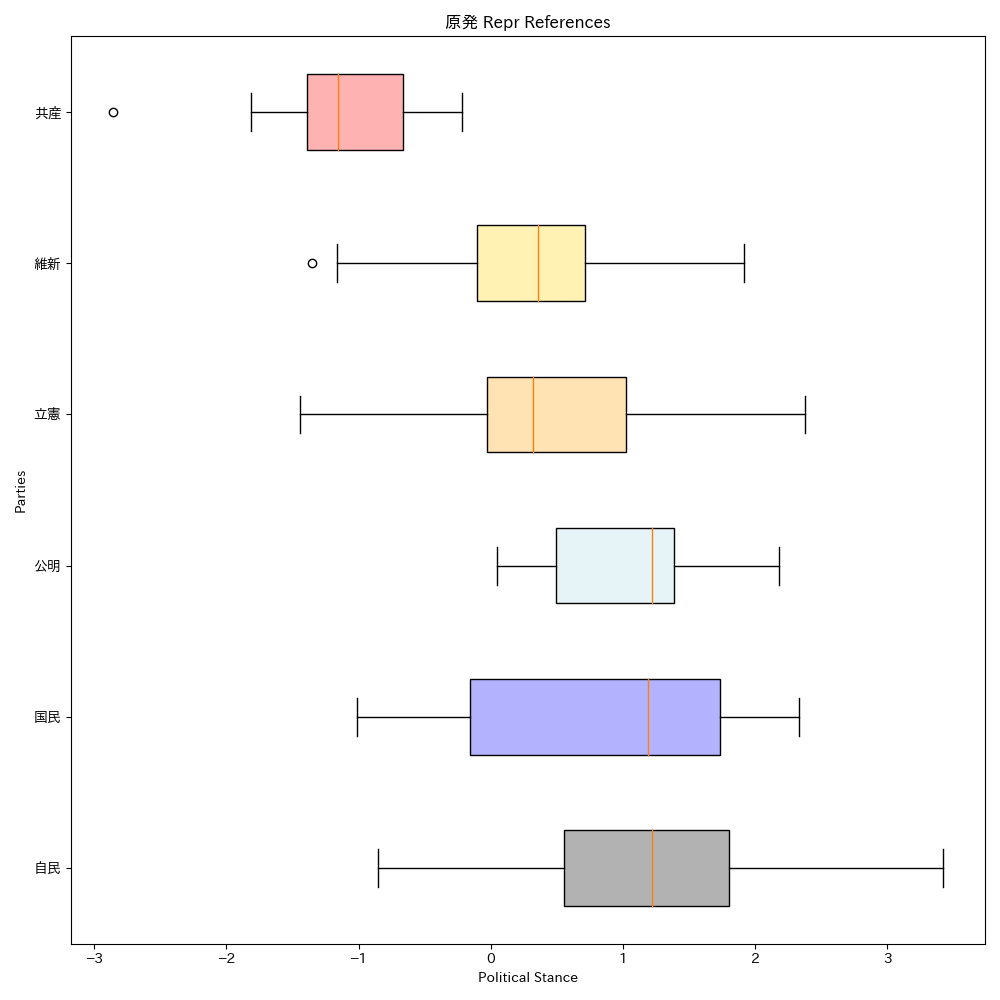 原発 Repr References
共産
維新
立憲
公明
国民
自民
Parties
−3 −2 −1 0 1 2 3
Political Stance